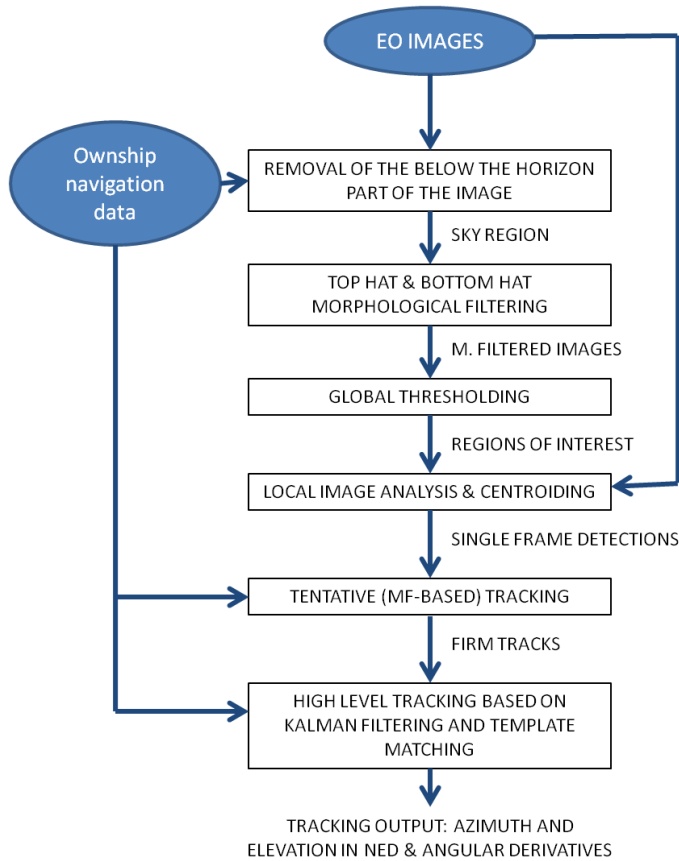 EO IMAGES
Ownship
navigation
data
REMOVAL OF THE BELOW THE HORIZON
PART OF THE IMAGE
SKY REGION
TOP HAT & BOTTOM HAT
MORPHOLOGICAL FILTERING
M. FILTERED IMAGES
GLOBAL THRESHOLDING
REGIONS OF INTEREST
LOCAL IMAGE ANALYSIS & CENTROIDING
SINGLE FRAME DETECTIONS
TENTATIVE (MF-BASED) TRACKING
FIRM TRACKS
HIGH LEVEL TRACKING BASED ON
KALMAN FILTERING AND TEMPLATE
MATCHING
TRACKING OUTPUT: AZIMUTH AND
ELEVATION IN NED & ANGULAR DERIVATIVES